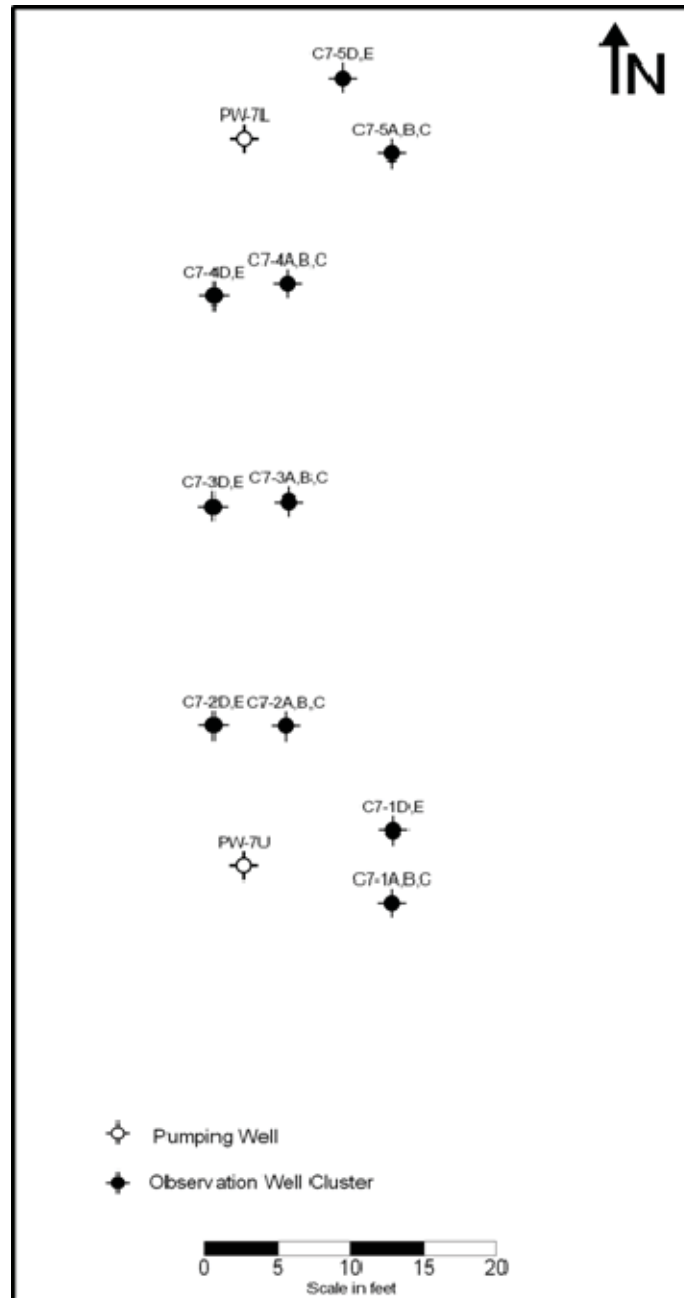 C7-5D,E
N
PW-7L
C7-5A,B,C
C7-4D,E
C7-4A,B,C
C7-3D,E
C7-3A,B,C
C7-2D,E
C7-2A,B,C
C7-1D,E
PW-7U
C7-1A,B,C
Pumping Well
Observation Well Cluster
0 5 10 15 20
Scale in feet